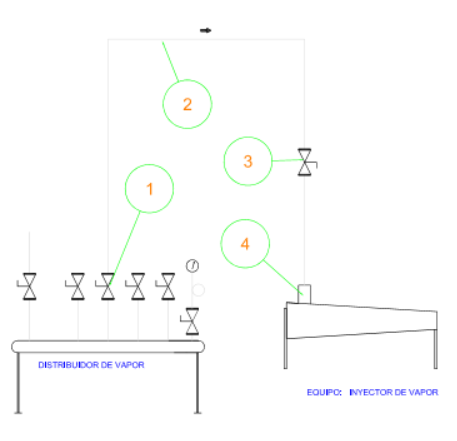 2
3
1
4
DISTRIBUIDOR DE VAPOR
EQUIPO: INYECTOR DE VAPOR